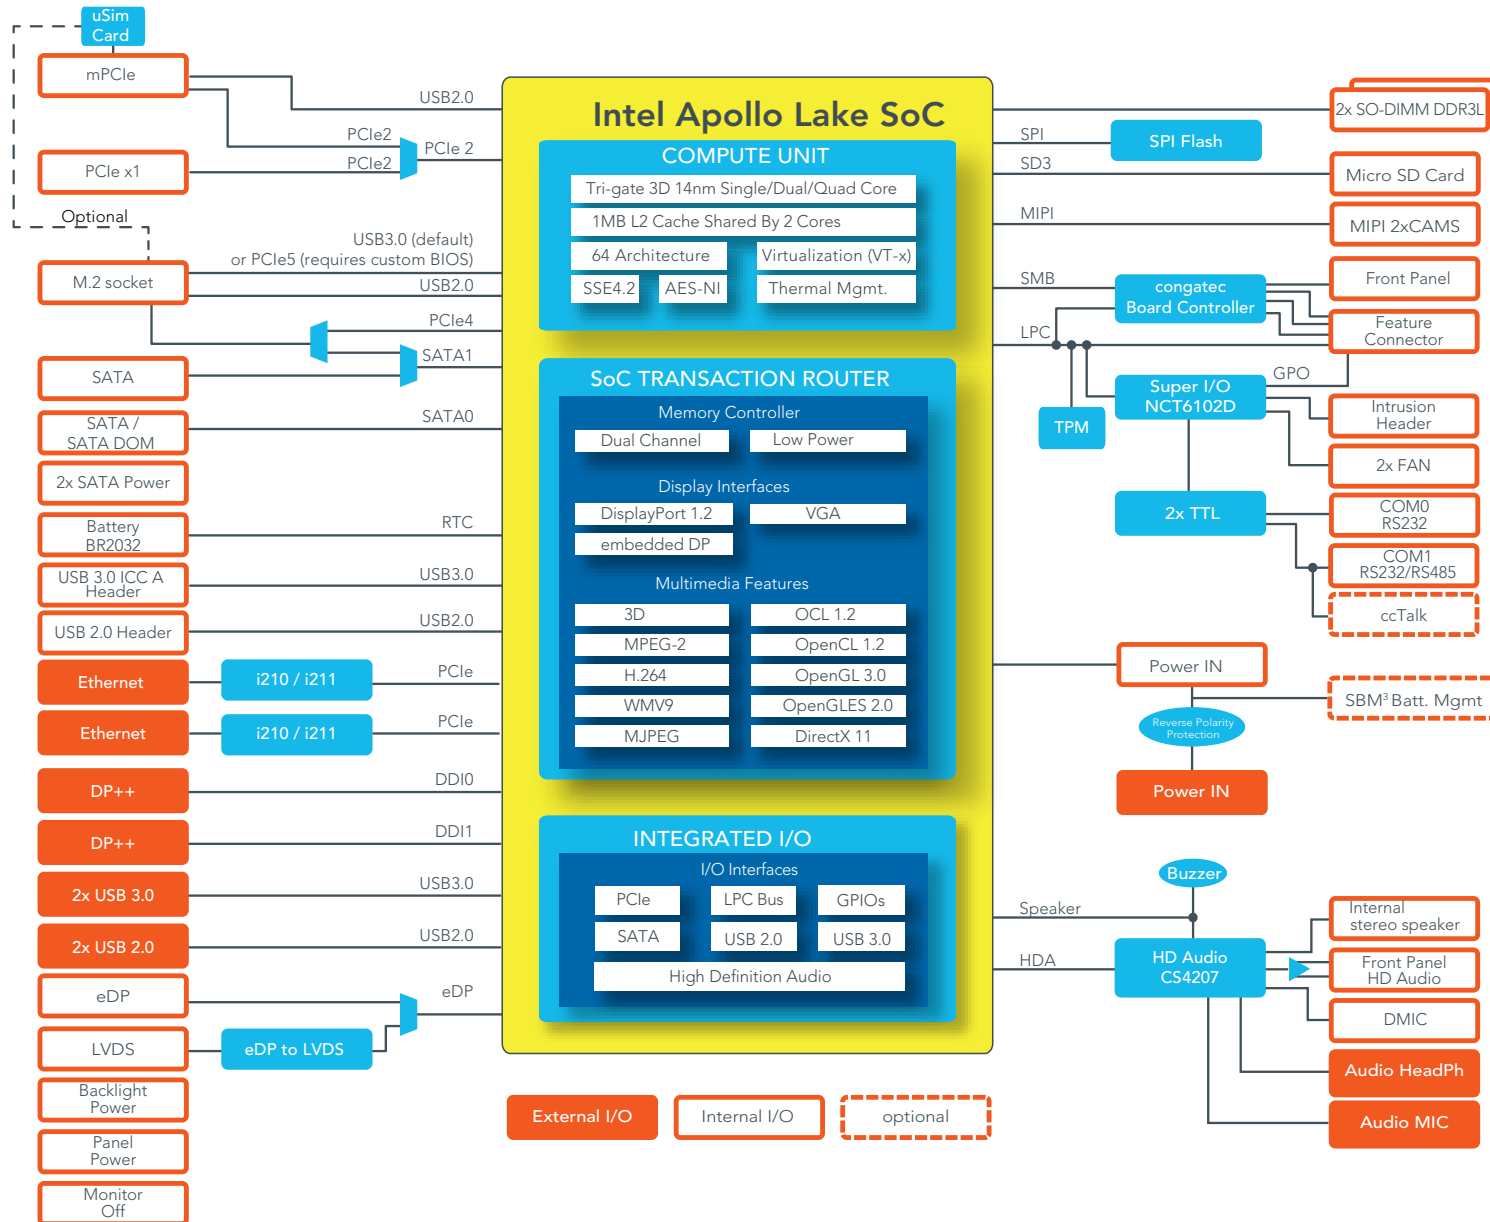 uSim
Card
mPCIe
USB2.0
PCIe2
PCIe2
PCIe 2
PCIe x1
Optional
USB3.0 (default)
or PCIe5 (requires custom BIOS)
M.2 socket
USB2.0
PCIe4
SATA1
SATA
SATA0
SATA /
SATA DOM
2x SATA Power
Battery
BR2032
RTC
USB 3.0 ICC A
Header
USB3.0
USB 2.0 Header
USB2.0
Ethernet
i210 / i211
PCIe
Ethernet
i210 / i211
PCIe
DP++
DDI0
DP++
DDI1
2x USB 3.0
USB3.0
2x USB 2.0
USB2.0
eDP
eDP
LVDS
eDP to LVDS
Backlight
Power
Panel
Power
Monitor
Off
Intel Apollo Lake SoC
COMPUTE UNIT
Tri-gate 3D 14nm Single/Dual/Quad Core
1MB L2 Cache Shared By 2 Cores
64 Architecture
Virtualization (VT-x)
SSE4.2
AES-NI
Thermal Mgmt.
SoC TRANSACTION ROUTER
Memory Controller
Dual Channel
Low Power
Display Interfaces
DisplayPort 1.2
VGA
embedded DP
Multimedia Features
3D
OCL 1.2
MPEG-2
OpenCL 1.2
H.264
OpenGL 3.0
WMV9
OpenGLES 2.0
MJPEG
DirectX 11
INTEGRATED I/O
I/O Interfaces
PCIe
LPC Bus
GPIOs
SATA
USB 2.0
USB 3.0
High Definition Audio
External I/O
Internal I/O
optional
2x SO-DIMM DDR3L
SPI
SPI Flash
SD3
Micro SD Card
MIPI
MIPI 2xCAMS
SMB
congatec
Board Controller
Front Panel
LPC
Feature
Connector
GPO
Super I/O
NCT6102D
TPM
Intrusion
Header
2x FAN
2x TTL
COM0
RS232
COM1
RS232/RS485
ccTalk
Power IN
SBM³ Batt. Mgmt
Reverse Polarity
Protection
Power IN
Buzzer
Speaker
HDA
HD Audio
CS4207
Internal
stereo speaker
Front Panel
HD Audio
DMIC
Audio HeadPh
Audio MIC